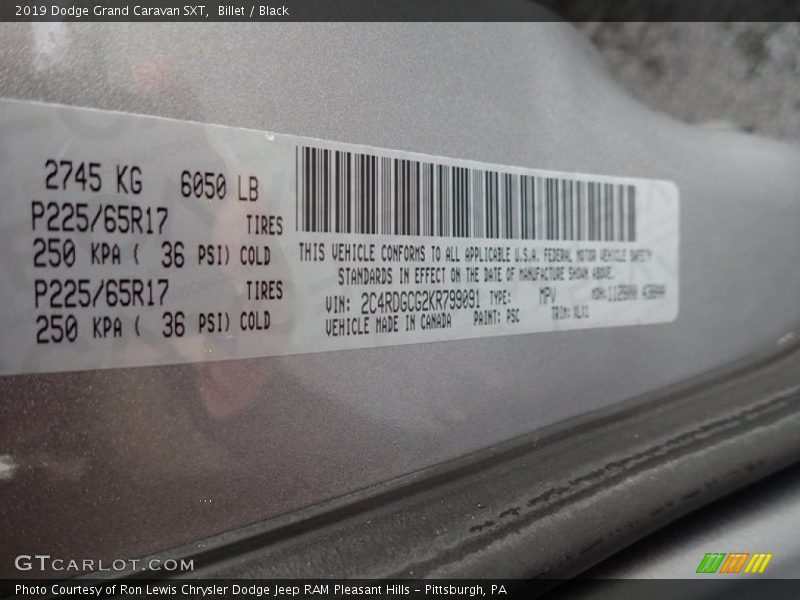 2019 Dodge Grand Caravan SXT, Billet / Black
2745 KG 6050 LB
P225/65R17 TIRES
250 KPA ( 36 PSI) COLD
P225/65R17 TIRES
250 KPA ( 36 PSI) COLD
THIS VEHICLE CONFORMS TO ALL APPLICABLE U.S.A. FEDERAL MOTOR VEHICLE SAFETY
STANDARDS IN EFFECT ON THE DATE OF MANUFACTURE SHOWN ABOVE.
VIN: 2C4RDGCG2KR799091 TYPE: MPV MDH:
VEHICLE MADE IN CANADA PAINT: PSC TRIM:
GTCARLOT.COM
Photo Courtesy of Ron Lewis Chrysler Dodge Jeep RAM Pleasant Hills – Pittsburgh, PA